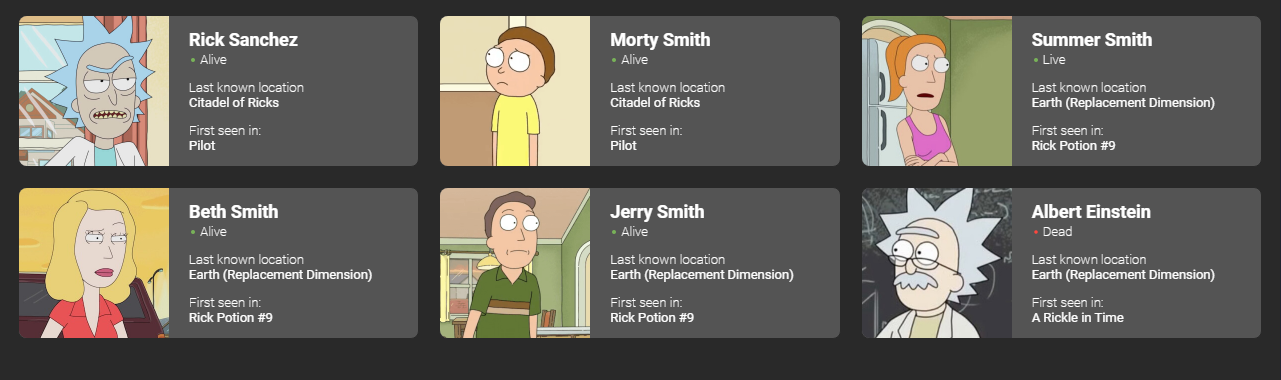 Rick Sanchez
Alive
Last known location
Citadel of Ricks
First seen in:
Pilot
Morty Smith
Alive
Last known location
Citadel of Ricks
First seen in:
Pilot
Summer Smith
Live
Last known location
Earth (Replacement Dimension)
First seen in:
Rick Potion #9
Beth Smith
Alive
Last known location
Earth (Replacement Dimension)
First seen in:
Rick Potion #9
Jerry Smith
Alive
Last known location
Earth (Replacement Dimension)
First seen in:
Rick Potion #9
Albert Einstein
Dead
Last known location
Earth (Replacement Dimension)
First seen in:
A Rickle in Time